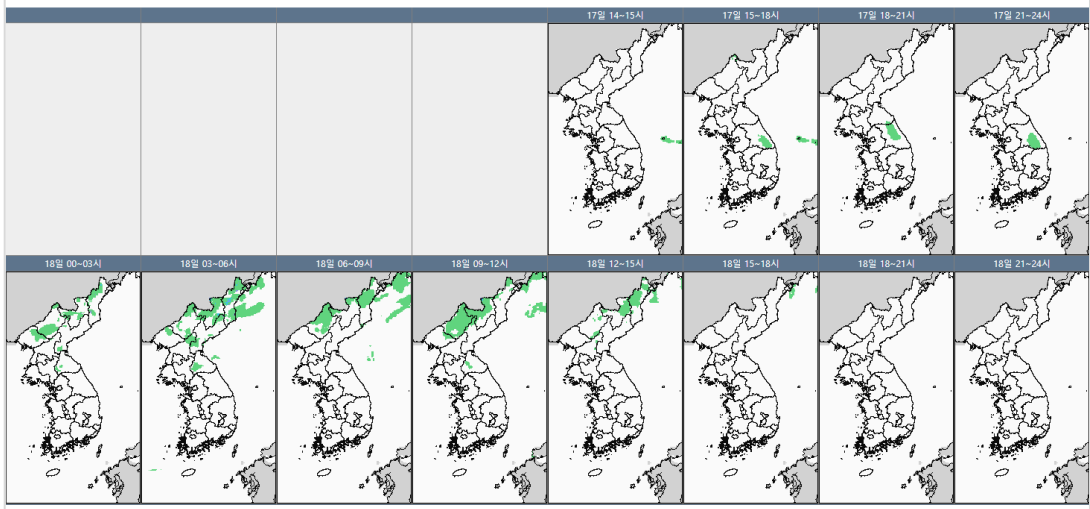 17일 14~15시
17일 15~18시
17일 18~21시
17일 21~24시
18일 00~03시
18일 03~06시
18일 06~09시
18일 09~12시
18일 12~15시
18일 15~18시
18일 18~21시
18일 21~24시